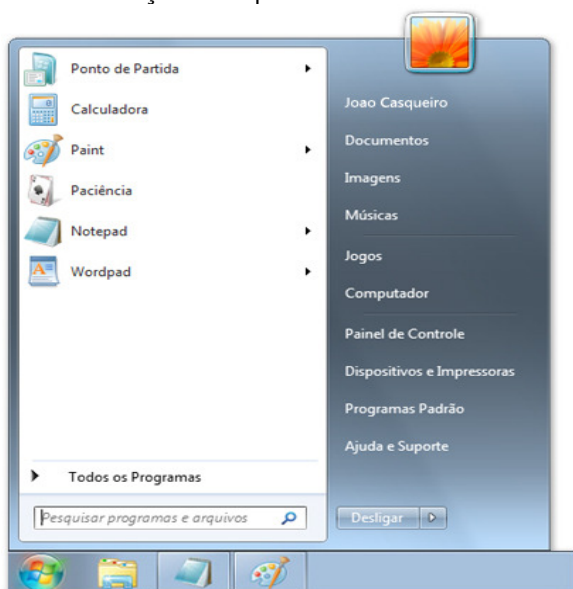 Ponto de Partida
Calculadora
Paint
Paciência
Notepad
Wordpad
Todos os Programas
Pesquisar programas e arquivos
Joao Casqueiro
Documentos
Imagens
Músicas
Jogos
Computador
Painel de Controle
Dispositivos e Impressoras
Programas Padrão
Ajuda e Suporte
Desligar